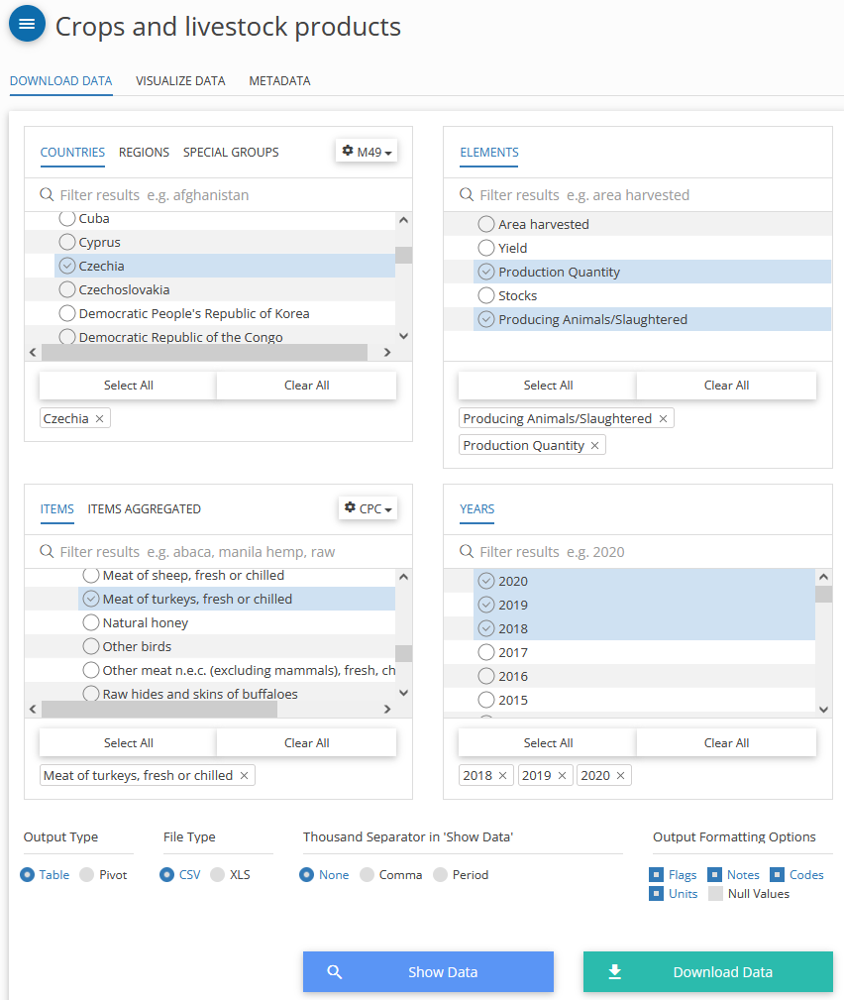 Crops and livestock products
DOWNLOAD DATA VISUALIZE DATA METADATA
COUNTRIES REGIONS SPECIAL GROUPS M49
Filter results e.g. afghanistan
Cuba
Cyprus
Czechia
Czechoslovakia
Democratic People's Republic of Korea
Democratic Republic of the Congo
Select All Clear All
Czechia ×
ELEMENTS
Filter results e.g. area harvested
Area harvested
Yield
Production Quantity
Stocks
Producing Animals/Slaughtered
Select All Clear All
Producing Animals/Slaughtered ×
Production Quantity ×
ITEMS ITEMS AGGREGATED CPC
Filter results e.g. abaca, manila hemp, raw
Meat of sheep, fresh or chilled
Meat of turkeys, fresh or chilled
Natural honey
Other birds
Other meat n.e.c. (excluding mammals), fresh, ch
Raw hides and skins of buffaloes
Select All Clear All
Meat of turkeys, fresh or chilled ×
YEARS
Filter results e.g. 2020
2020
2019
2018
2017
2016
2015
Select All Clear All
2018 × 2019 × 2020 ×
Output Type
Table Pivot
File Type
CSV XLS
Thousand Separator in 'Show Data'
None Comma Period
Output Formatting Options
Flags Notes Codes
Units Null Values
Show Data
Download Data